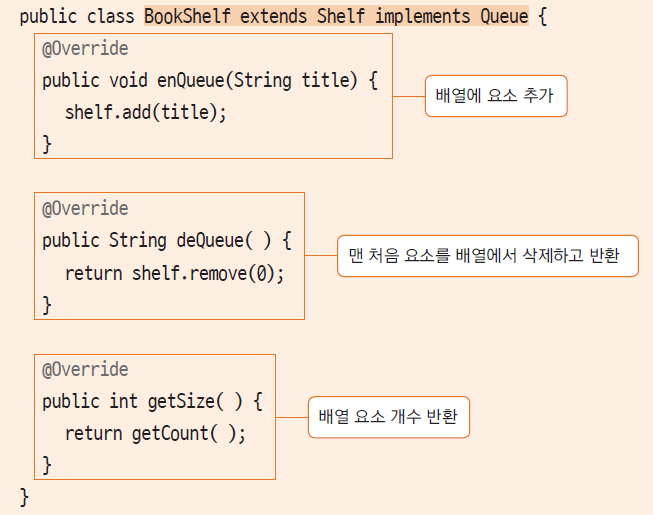 public class BookShelf extends Shelf implements Queue {
@Override
public void enQueue(String title) {
shelf.add(title);
}
배열에 요소 추가
@Override
public String deQueue( ) {
return shelf.remove(0);
}
맨 처음 요소를 배열에서 삭제하고 반환
@Override
public int getSize( ) {
return getCount( );
}
배열 요소 개수 반환
}